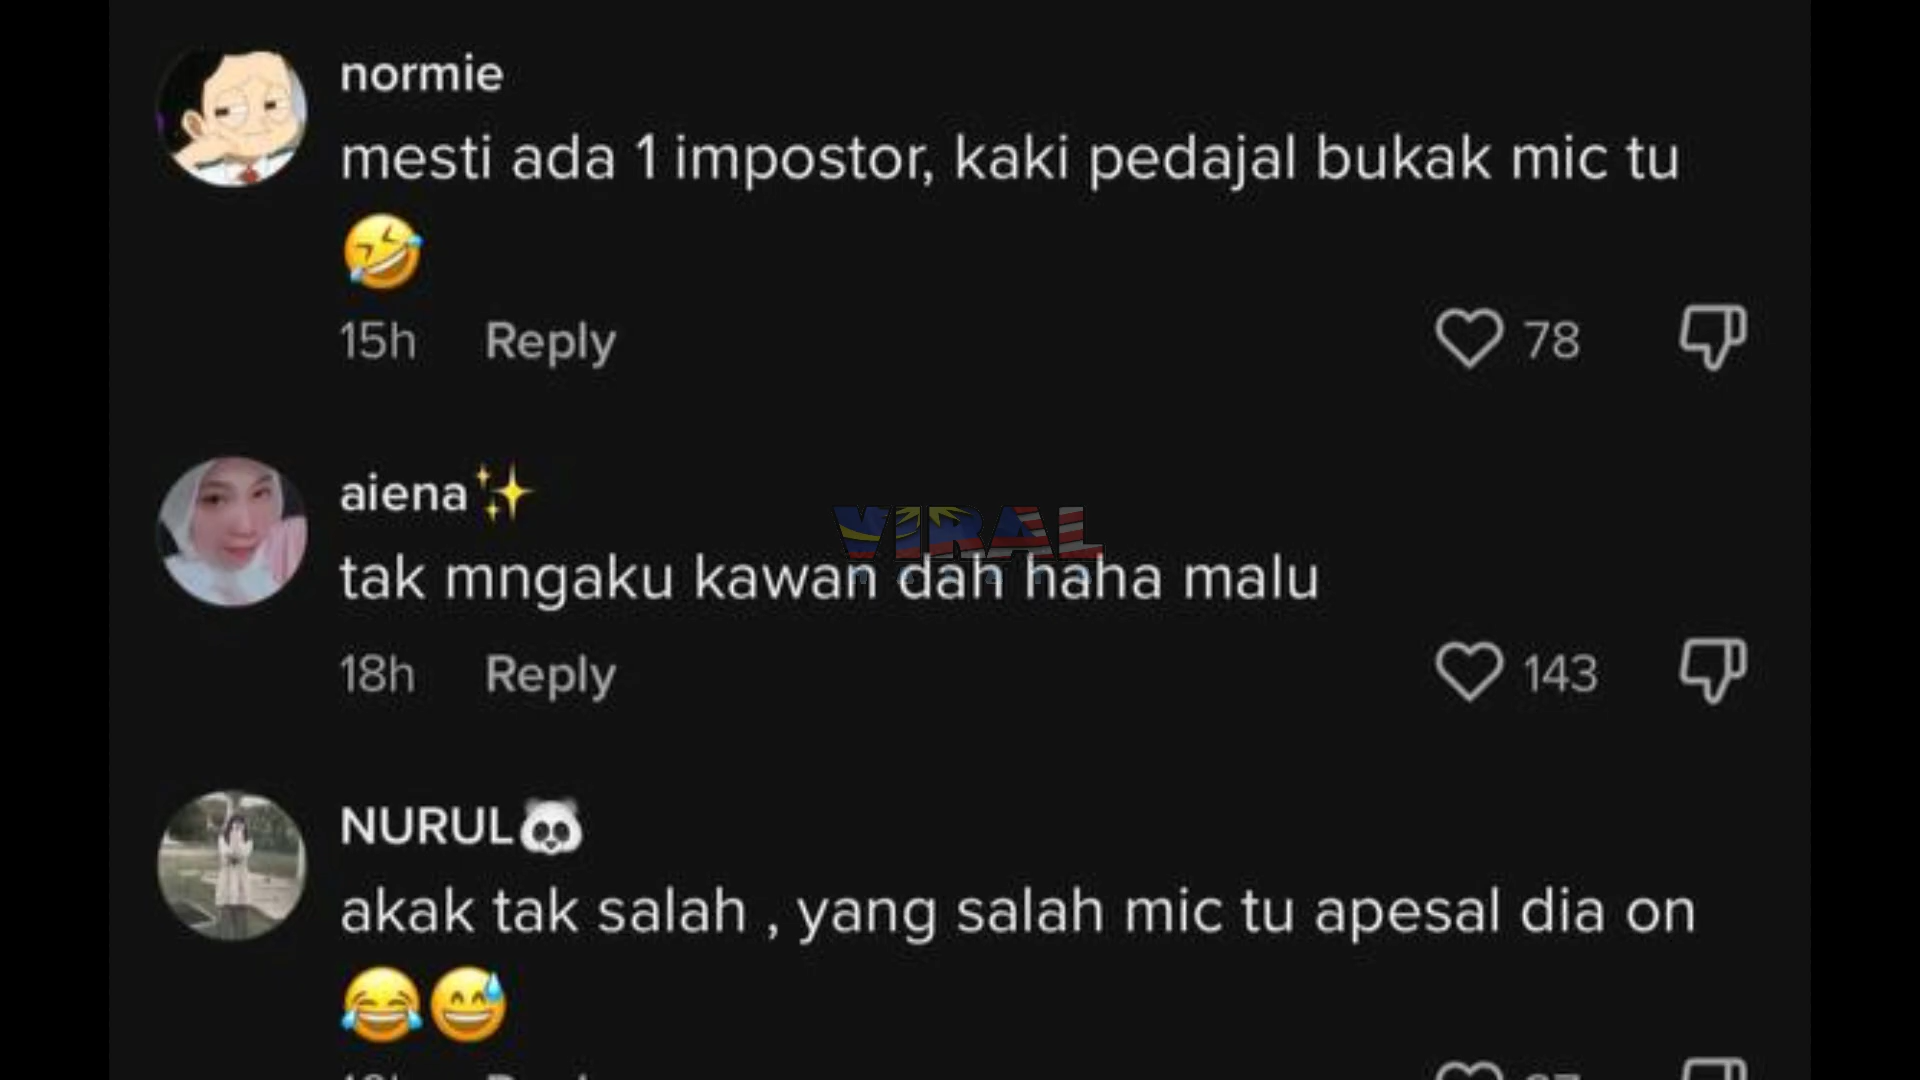 normie
mesti ada 1 impostor, kaki pedajal bukak mic tu
🤣
15h Reply 78
aiena✨
VIRAL
tak mngaku kawan dah haha malu
18h Reply 143
NURUL🐼
akak tak salah , yang salah mic tu apesal dia on
😂😅